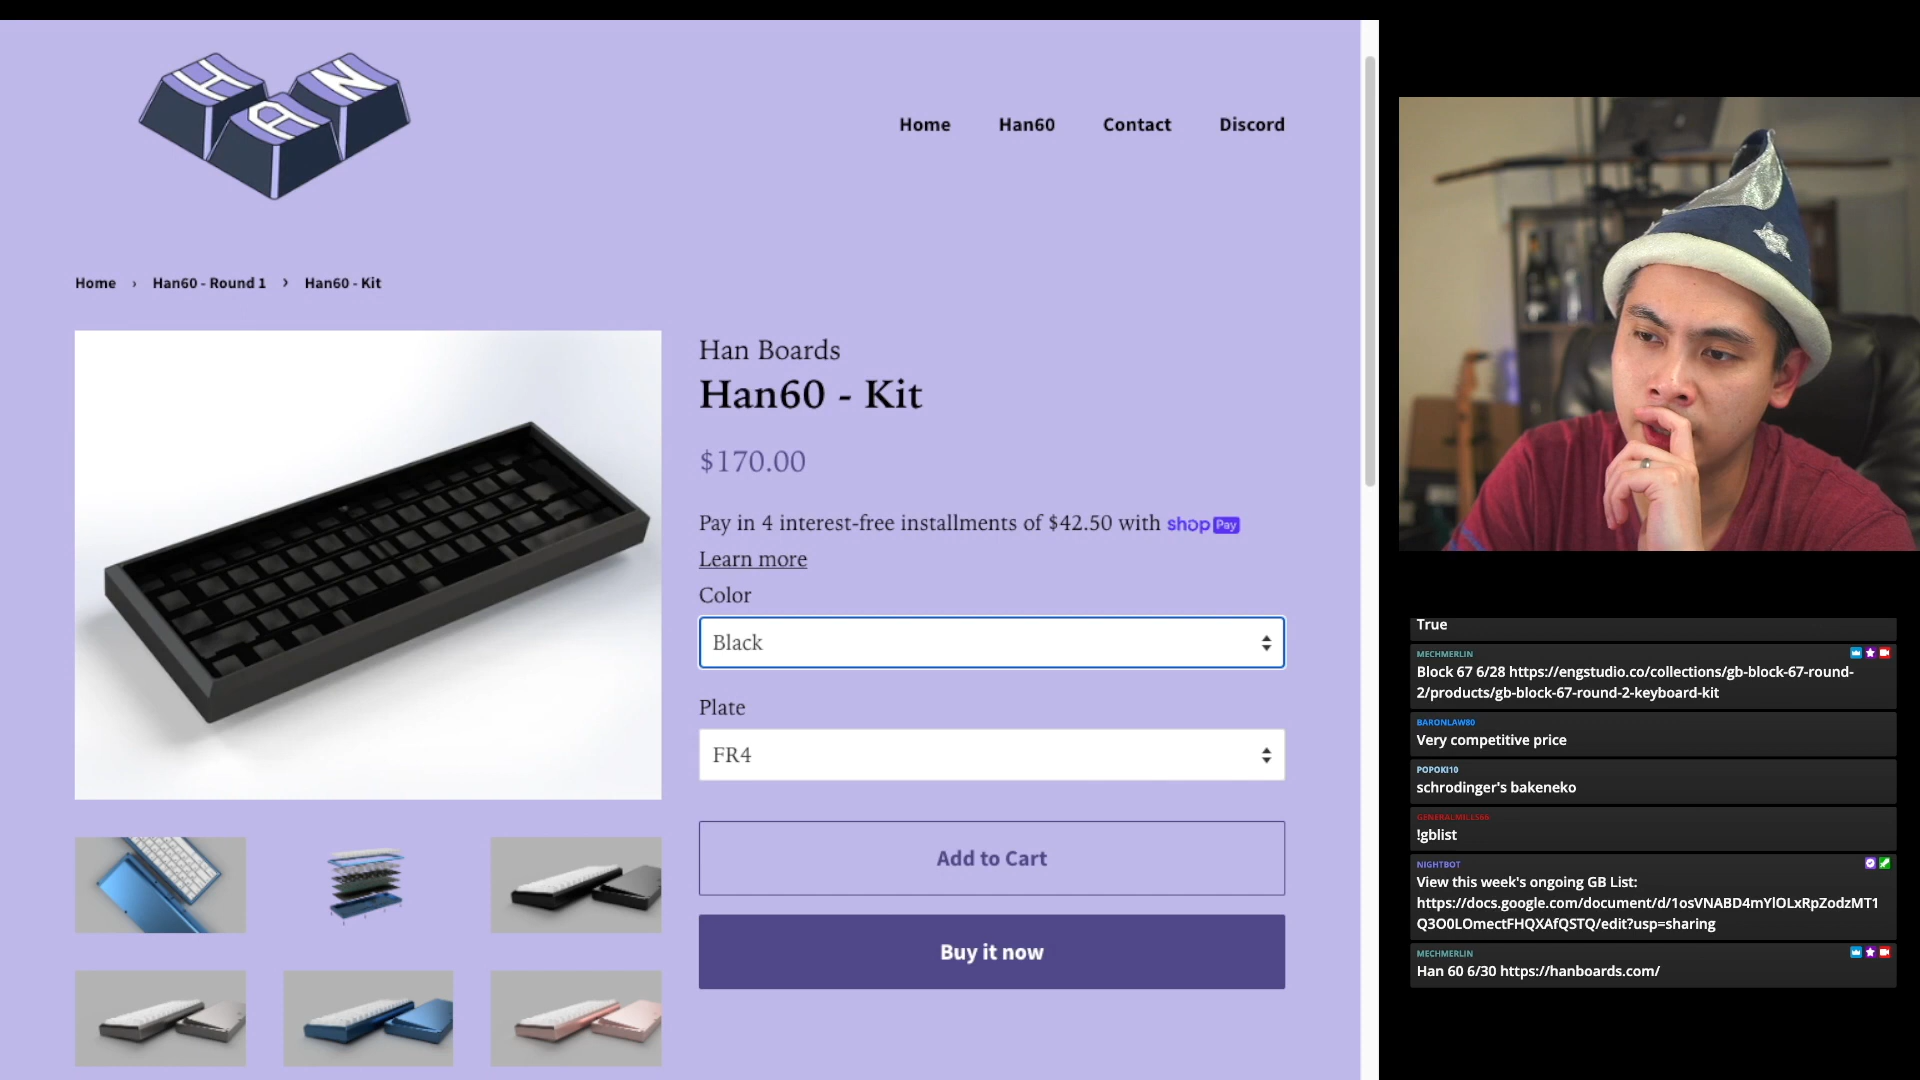 HAN
Home
Han60
Contact
Discord
Home › Han60 - Round 1 › Han60 - Kit
Han Boards
Han60 - Kit
$170.00
Pay in 4 interest-free installments of $42.50 with shop Pay
Learn more
Color
Black
Plate
FR4
Add to Cart
Buy it now
True
MECHMERLIN
Block 67 6/28 https://engstudio.co/collections/gb-block-67-round-
2/products/gb-block-67-round-2-keyboard-kit
BARONLAW80
Very competitive price
POPOKI10
schrodinger's bakeneko
GENERALMILLS66
!gblist
NIGHTBOT
View this week's ongoing GB List:
https://docs.google.com/document/d/1osVNABD4mYlOLxRpZodzMT1
Q3O0LOmectFHQXAfQSTQ/edit?usp=sharing
MECHMERLIN
Han 60 6/30 https://hanboards.com/